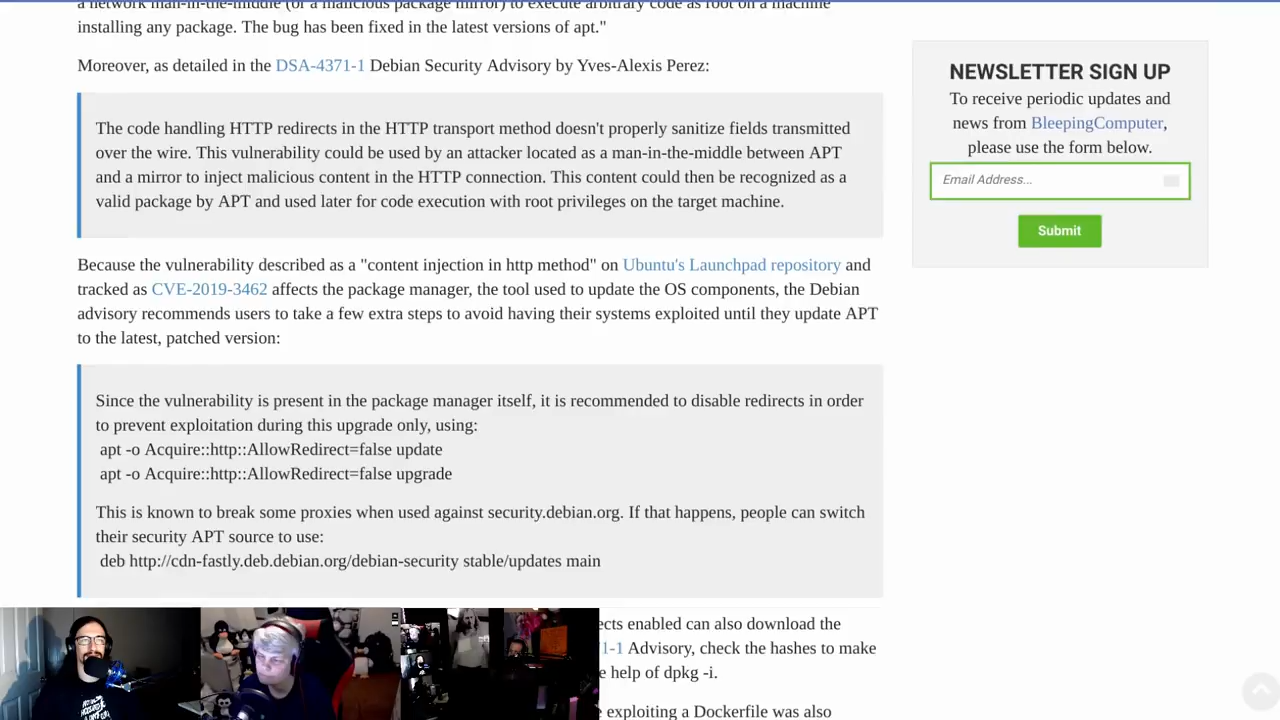 a network man-in-the-middle (or a malicious package mirror) to execute arbitrary code as root on a machine
installing any package. The bug has been fixed in the latest versions of apt."
Moreover, as detailed in the DSA-4371-1 Debian Security Advisory by Yves-Alexis Perez:
The code handling HTTP redirects in the HTTP transport method doesn't properly sanitize fields transmitted
over the wire. This vulnerability could be used by an attacker located as a man-in-the-middle between APT
and a mirror to inject malicious content in the HTTP connection. This content could then be recognized as a
valid package by APT and used later for code execution with root privileges on the target machine.
Because the vulnerability described as a "content injection in http method" on Ubuntu's Launchpad repository and
tracked as CVE-2019-3462 affects the package manager, the tool used to update the OS components, the Debian
advisory recommends users to take a few extra steps to avoid having their systems exploited until they update APT
to the latest, patched version:
Since the vulnerability is present in the package manager itself, it is recommended to disable redirects in order
to prevent exploitation during this upgrade only, using:
apt -o Acquire::http::AllowRedirect=false update
apt -o Acquire::http::AllowRedirect=false upgrade
This is known to break some proxies when used against security.debian.org. If that happens, people can switch
their security APT source to use:
deb http://cdn-fastly.deb.debian.org/debian-security stable/updates main
ects enabled can also download the
1-1 Advisory, check the hashes to make
e help of dpkg -i.
e exploiting a Dockerfile was also
NEWSLETTER SIGN UP
To receive periodic updates and
news from BleepingComputer,
please use the form below.
Email Address...
Submit